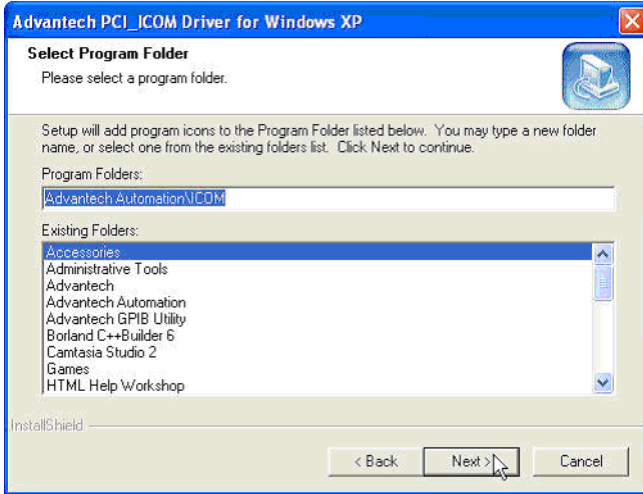 Advantech PCI_ICOM Driver for Windows XP
Select Program Folder
Please select a program folder.
Setup will add program icons to the Program Folder listed below. You may type a new folder
name, or select one from the existing folders list. Click Next to continue.
Program Folders:
Advantech Automation\ICOM
Existing Folders:
Accessories
Administrative Tools
Advantech
Advantech Automation
Advantech GPIB Utility
Borland C++Builder 6
Camtasia Studio 2
Games
HTML Help Workshop
InstallShield
< Back Next > Cancel